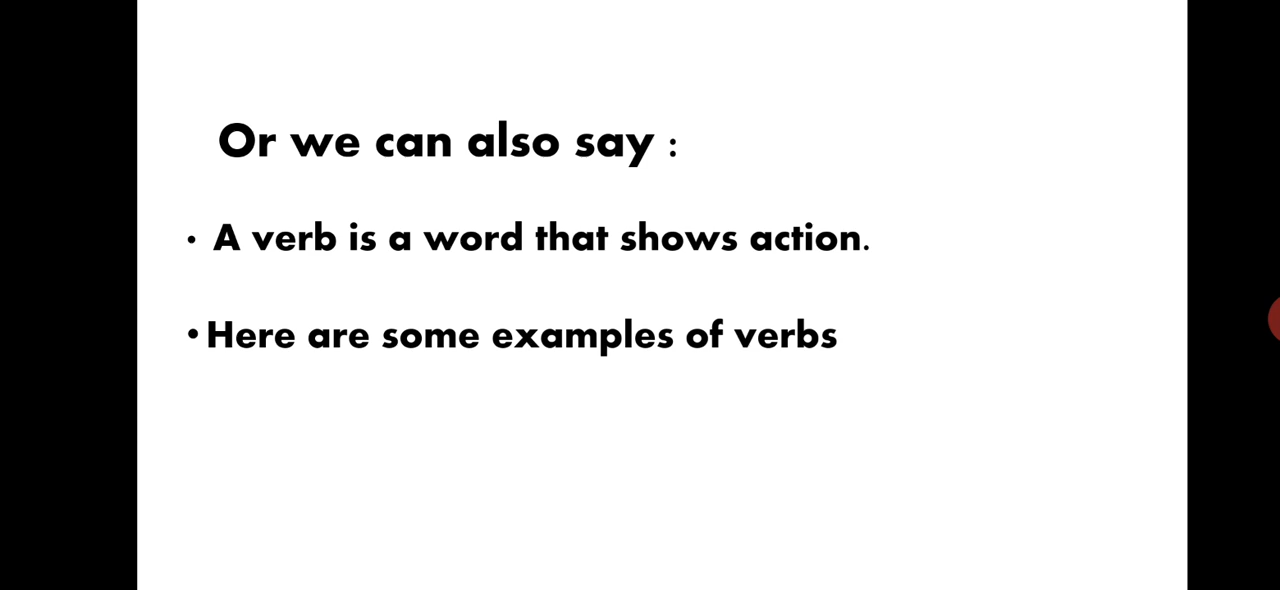 Or we can also say :
• A verb is a word that shows action.
• Here are some examples of verbs